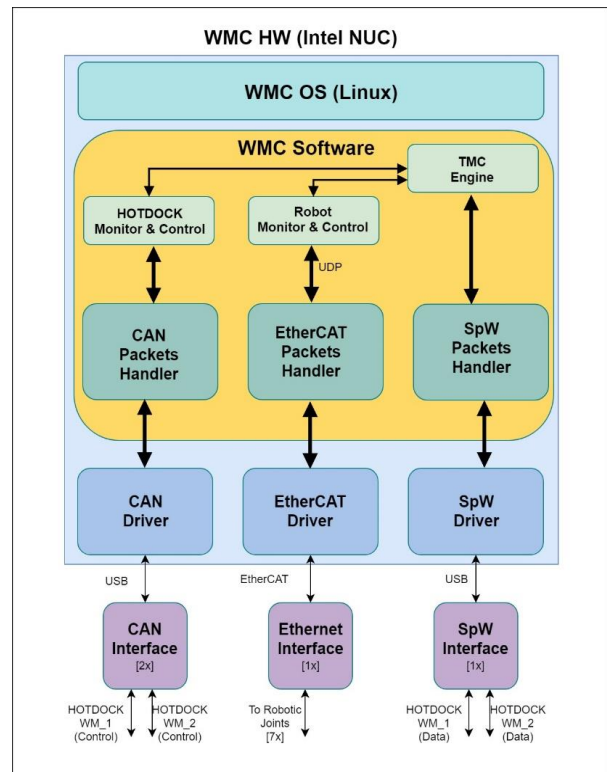 WMC HW (Intel NUC)
WMC OS (Linux)
WMC Software
TMC
Engine
HOTDOCK
Monitor & Control
Robot
Monitor & Control
UDP
CAN
Packets
Handler
EtherCAT
Packets
Handler
SpW
Packets
Handler
CAN
Driver
EtherCAT
Driver
SpW
Driver
USB
EtherCAT
USB
CAN
Interface
[2x]
Ethernet
Interface
[1x]
SpW
Interface
[1x]
HOTDOCK
WM_1
(Control)
HOTDOCK
WM_2
(Control)
To Robotic
Joints
[7x]
HOTDOCK
WM_1
(Data)
HOTDOCK
WM_2
(Data)